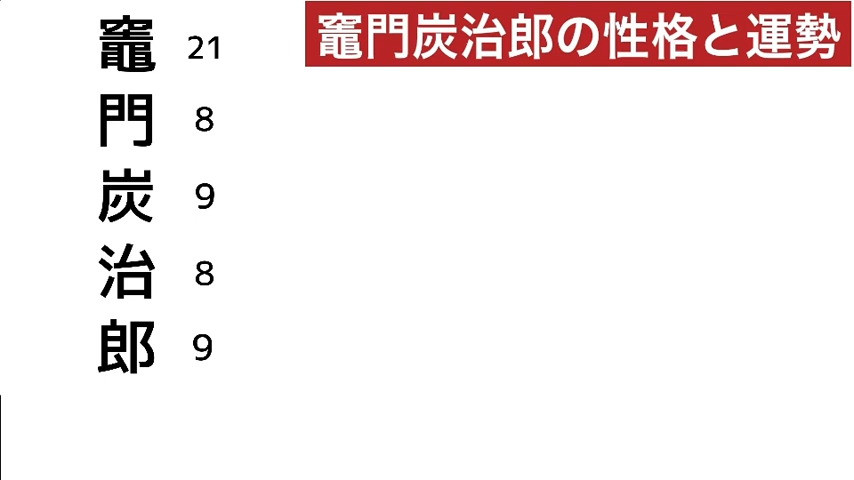 竈門炭治郎の性格と運勢
竈 21
門 8
炭 9
治 8
郎 9